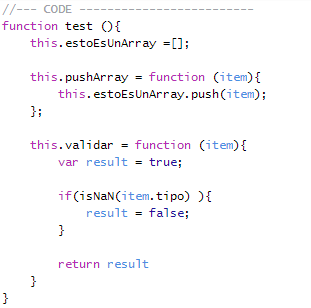 //--- CODE -------------------------
function test (){
    this.estoEsUnArray =[];
    this.pushArray = function (item){
        this.estoEsUnArray.push(item);
    };
    this.validar = function (item){
        var result = true;
        if(isNaN(item.tipo) ){
            result = false;
        }
        return result
    }
}